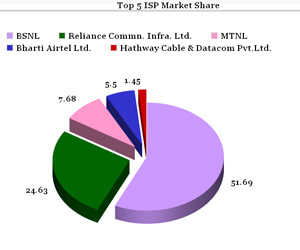 Top 5 ISP Market Share
BSNL
Reliance Commn. Infra. Ltd.
MTNL
Bharti Airtel Ltd.
Hathway Cable & Datacom Pvt.Ltd.
1.45
5.5
7.68
24.63
51.69